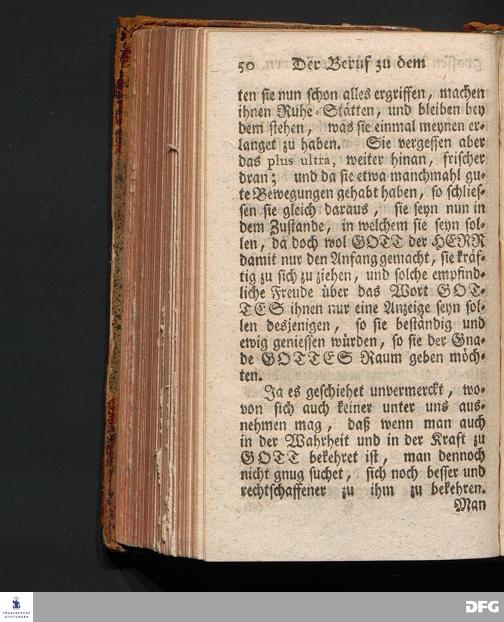 50 Der Beruf zu dem
ten sie nun schon alles ergriffen, machen
ihnen Ruhe-Stätten, und bleiben bey
dem stehen, was sie einmal meynen er-
langet zu haben. Sie vergessen aber
das plus ultra, weiter hinan, frischer
dran; und da sie etwa manchmahl gu-
te Bewegungen gehabt haben, so schlies-
sen sie gleich daraus, sie seyn nun in
dem Zustande, in welchem sie seyn sol-
len, da doch wol GOTT der HERR
damit nur den Anfang gemacht, sie kräf-
tig zu sich zu ziehen, und solche empfind-
liche Freude über das Wort GOT-
TES ihnen nur eine Anzeige seyn sol-
len desjenigen, so sie beständig und
ewig geniessen würden, so sie der Gna-
de GOTTES Raum geben möch-
ten.
Ja es geschiehet unvermerckt, wo-
von sich auch keiner unter uns aus-
nehmen mag, daß wenn man auch
in der Wahrheit und in der Kraft zu
GOTT bekehret ist, man dennoch
nicht gnug suchet, sich noch besser und
rechtschaffener zu ihm zu bekehren.
Man
FRANCKESCHE
STIFTUNGEN
DFG